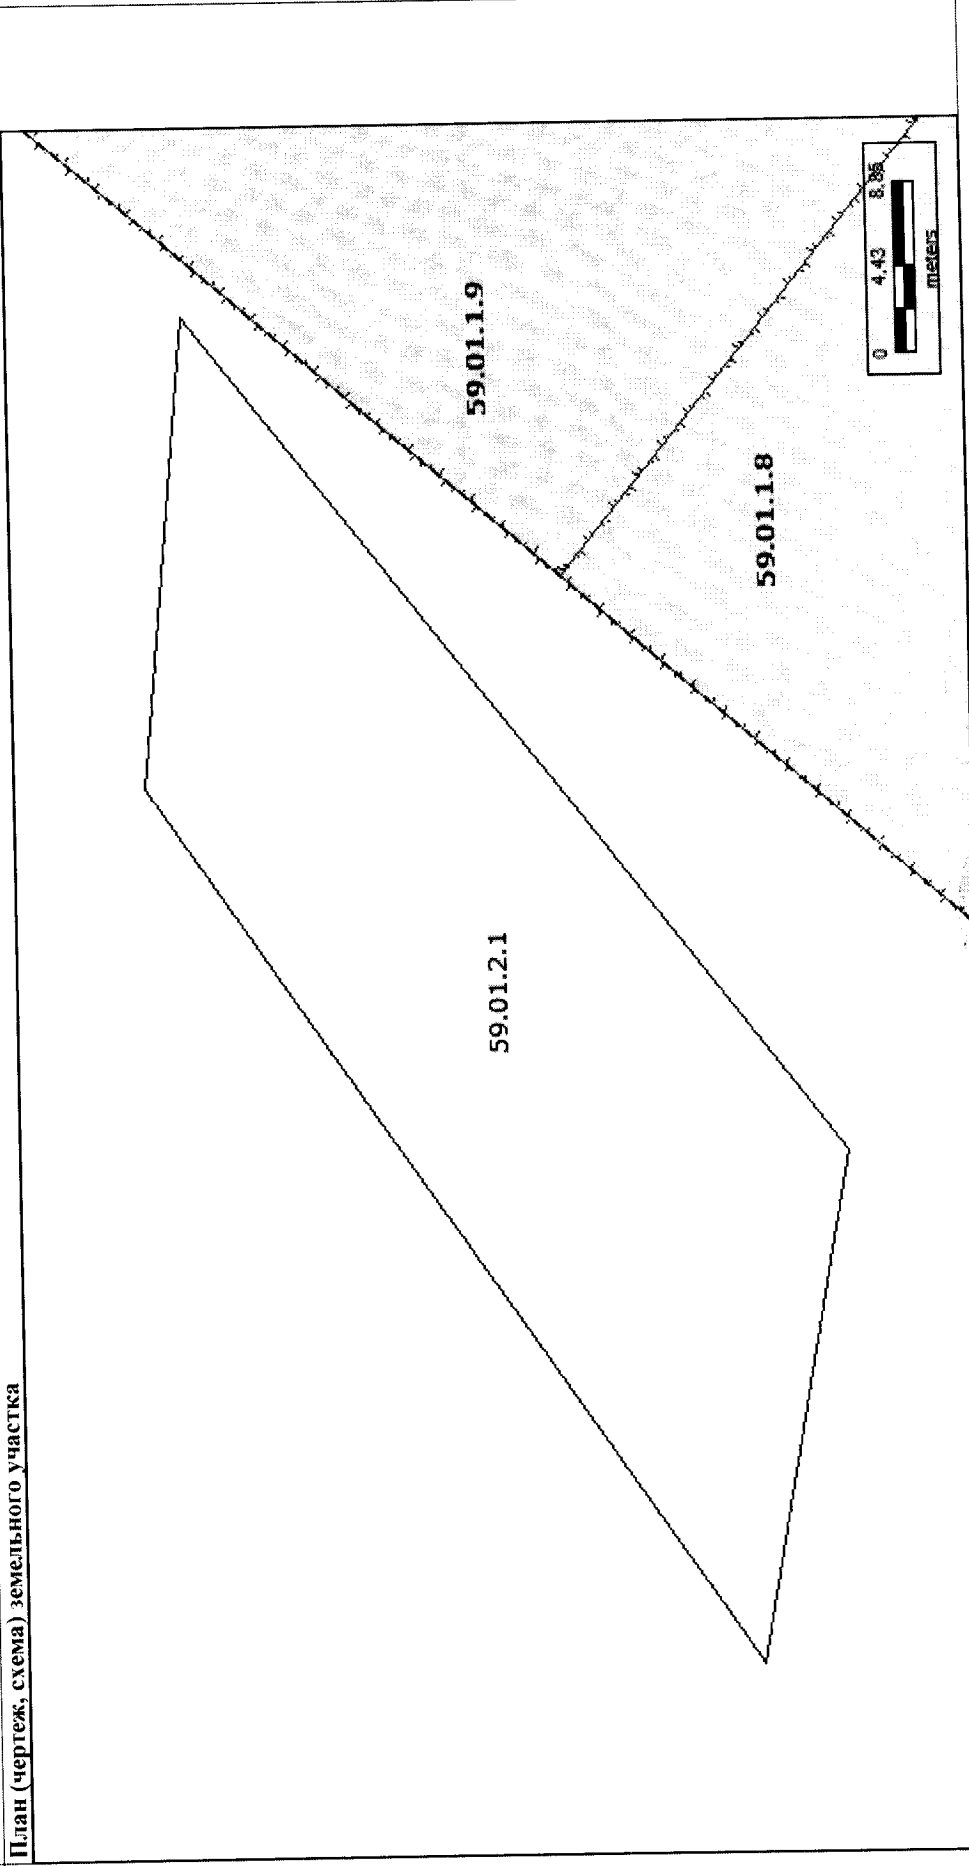 План (чертеж, схема) земельного участка
59.01.2.1
59.01.1.9
59.01.1.8
0 4,43 8,86
meters